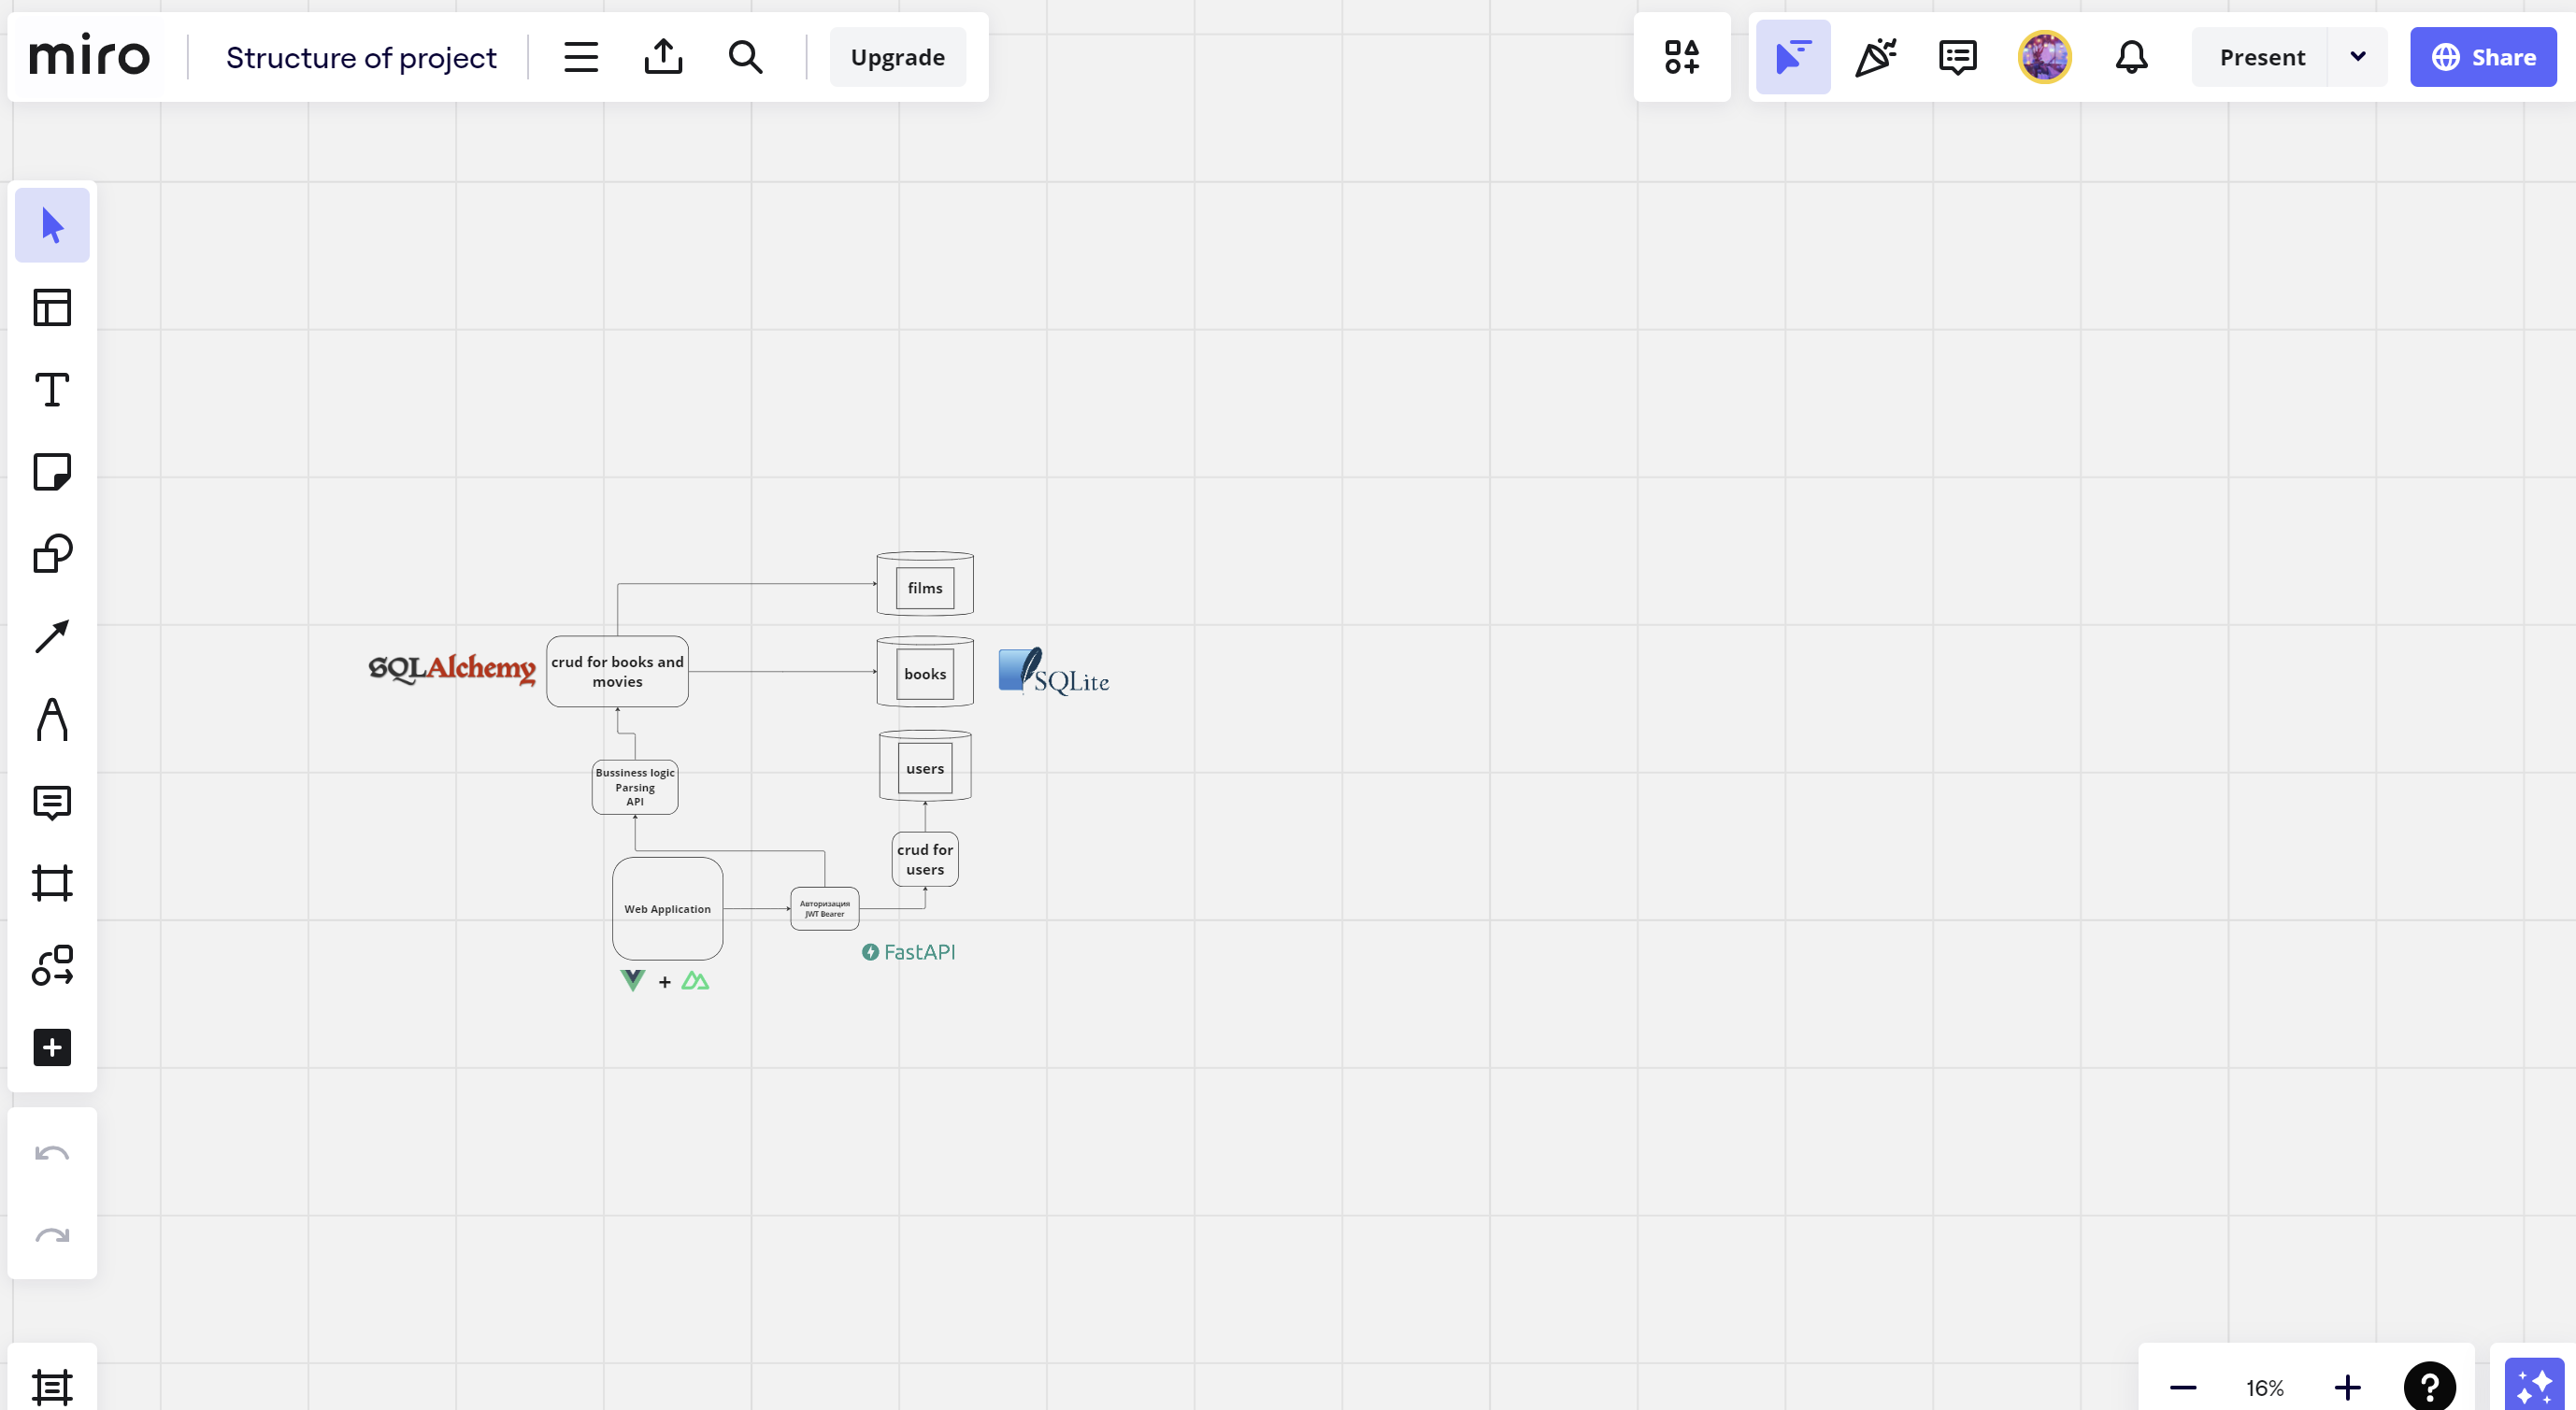 miro
Structure of project
Upgrade
Present
Share
films
SQLAlchemy
crud for books and
movies
books
SQLite
Bussiness logic
Parsing
API
users
crud for
users
Web Application
Авторизация
JWT Bearer
FastAPI
+
16%